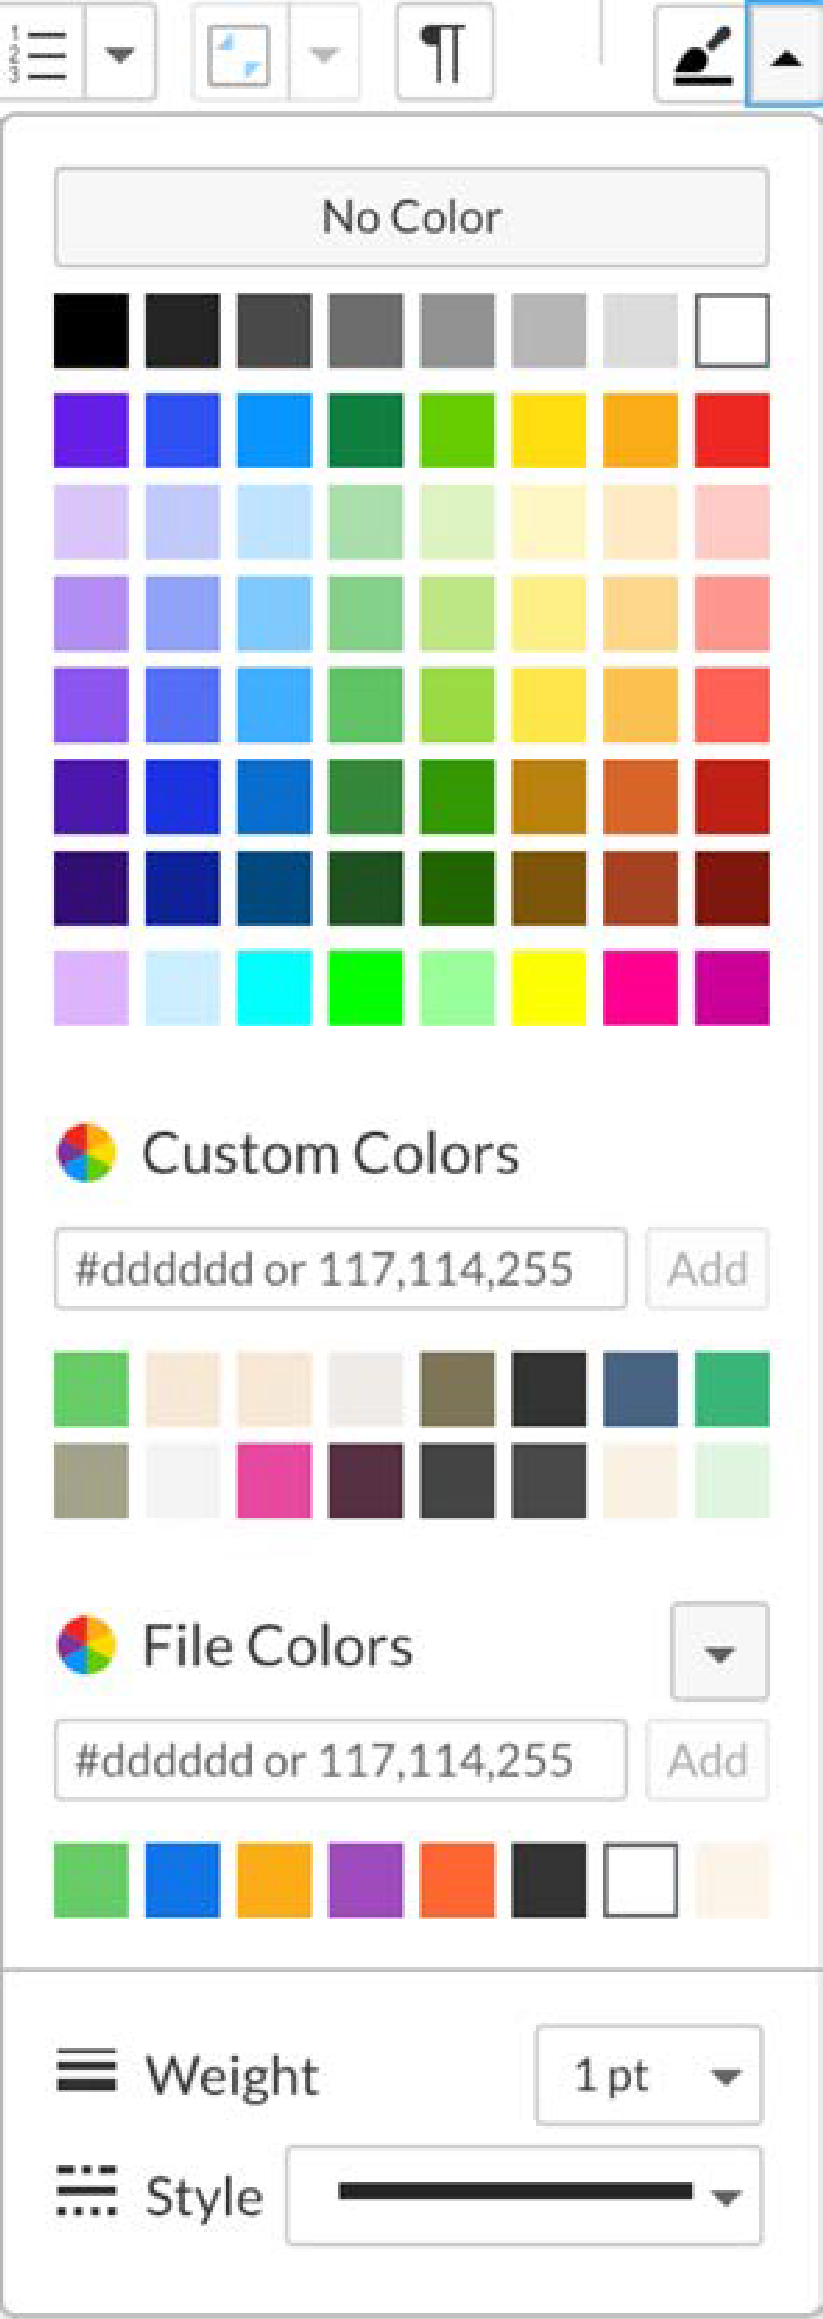 ¶
No Color
Custom Colors
#dddddd or 117,114,255 Add
File Colors
#dddddd or 117,114,255 Add
Weight 1 pt
Style